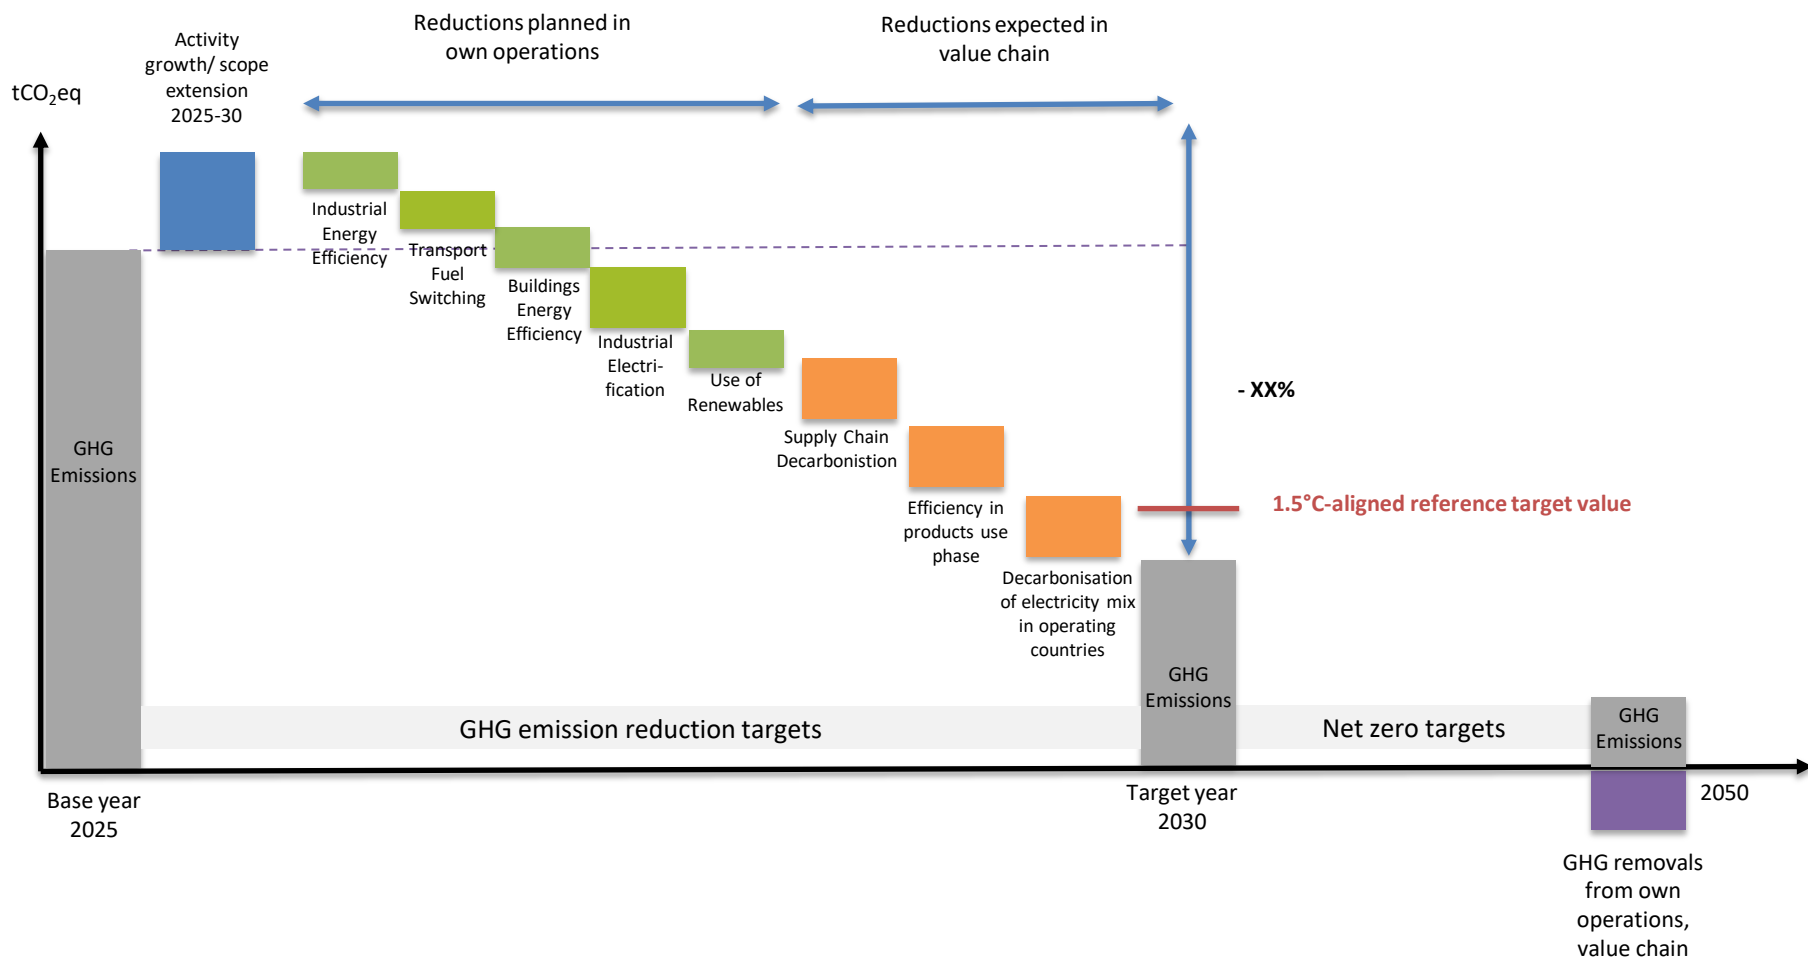 Reductions planned in
own operations
Reductions expected in
value chain
Activity
growth/ scope
extension
2025-30
tCO₂eq
Industrial
Energy
Efficiency
Transport
Fuel
Switching
Buildings
Energy
Efficiency
Industrial
Electri-
fication
Use of
Renewables
Supply Chain
Decarbonistion
Efficiency in
products use
phase
Decarbonisation
of electricity mix
in operating
countries
- XX%
1.5°C-aligned reference target value
GHG
Emissions
GHG
Emissions
GHG
Emissions
GHG emission reduction targets
Net zero targets
Base year
2025
Target year
2030
2050
GHG removals
from own
operations,
value chain